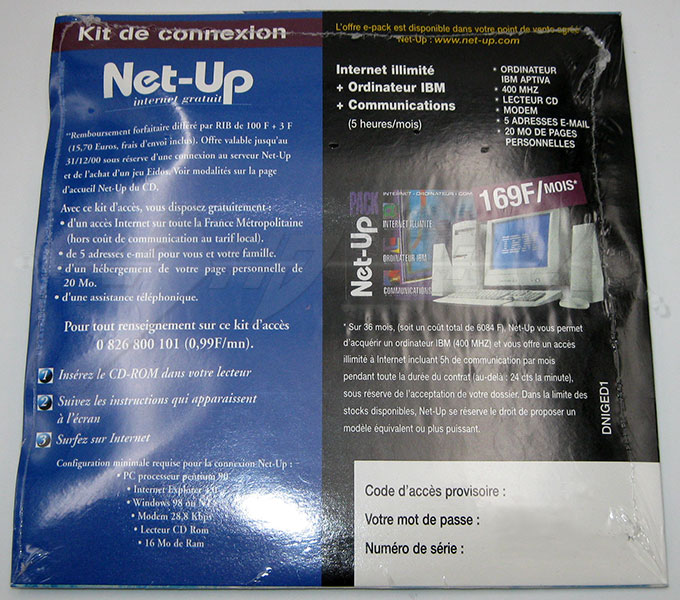 Kit de connexion
Net-Up
internet gratuit
**Remboursement forfaitaire différé par RIB de 100 F + 3 F
(15,70 Euros, frais d'envoi inclus). Offre valable jusqu'au
31/12/00 sous réserve d'une connexion au serveur Net-Up
et de l'achat d'un jeu Eidos. Voir modalités sur la page
d'accueil Net-Up du CD.
Avec ce kit d'accès, vous disposez gratuitement :
• d'un accès Internet sur toute la France Métropolitaine
(hors coût de communication au tarif local).
• de 5 adresses e-mail pour vous et votre famille.
• d'un hébergement de votre page personnelle de
20 Mo.
• d'une assistance téléphonique.
Pour tout renseignement sur ce kit d'accès
0 826 800 101 (0,99F/mn).
1 Insérez le CD-ROM dans votre lecteur
2 Suivez les instructions qui apparaissent
à l'écran
3 Surfez sur Internet
Configuration minimale requise pour la connexion Net-Up :
• PC processeur pentium 90
• Internet Explorer 4.0
• Windows 98 ou NT
• Modem 28,8 Kbps
• Lecteur CD Rom
• 16 Mo de Ram
L'offre e-pack est disponible dans votre point de vente agréé
Net-Up : www.net-up.com
Internet illimité
+ Ordinateur IBM
+ Communications
(5 heures/mois)
* ORDINATEUR
IBM APTIVA
* 400 MHZ
* LECTEUR CD
* MODEM
* 5 ADRESSES E-MAIL
* 20 MO DE PAGES
PERSONNELLES
INTERNET - ORDINATEUR - COM
169F/MOIS*
PACK
Net-Up
INTERNET ILLIMITE
ORDINATEUR IBM
COMMUNICATIONS
* Sur 36 mois, (soit un coût total de 6084 F). Net-Up vous permet
d'acquérir un ordinateur IBM (400 MHZ) et vous offre un accès
illimité à Internet incluant 5h de communication par mois
pendant toute la durée du contrat (au-delà : 24 cts la minute),
sous réserve de l'acceptation de votre dossier. Dans la limite des
stocks disponibles, Net-Up se réserve le droit de proposer un
modèle équivalent ou plus puissant.
DNIGED1
Code d'accès provisoire :
Votre mot de passe :
Numéro de série :